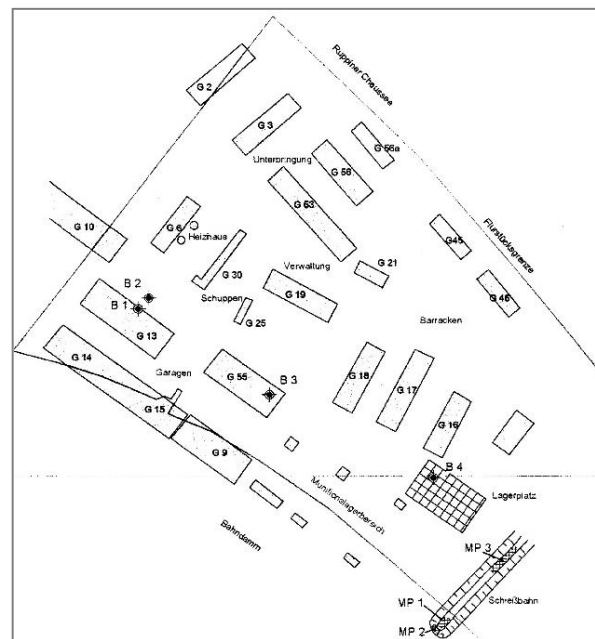 Ruppiner Chaussee
G 2
G 3
G 56a
Unterbringung
G 56
G 63
G 6
Heizhaus
G 10
G45
Flurstücksgrenze
G 30
Verwaltung
G 21
G 46
B 2
B 1
Schuppen
G 19
G 25
Barracken
G 13
G 14
Garagen
G 55
B 3
G 18
G 17
G 15
G 16
G 9
B 4
Munitionslagerbereich
Lagerplatz
Bahndamm
MP 3
MP 1
Schreißbahn
MP 2